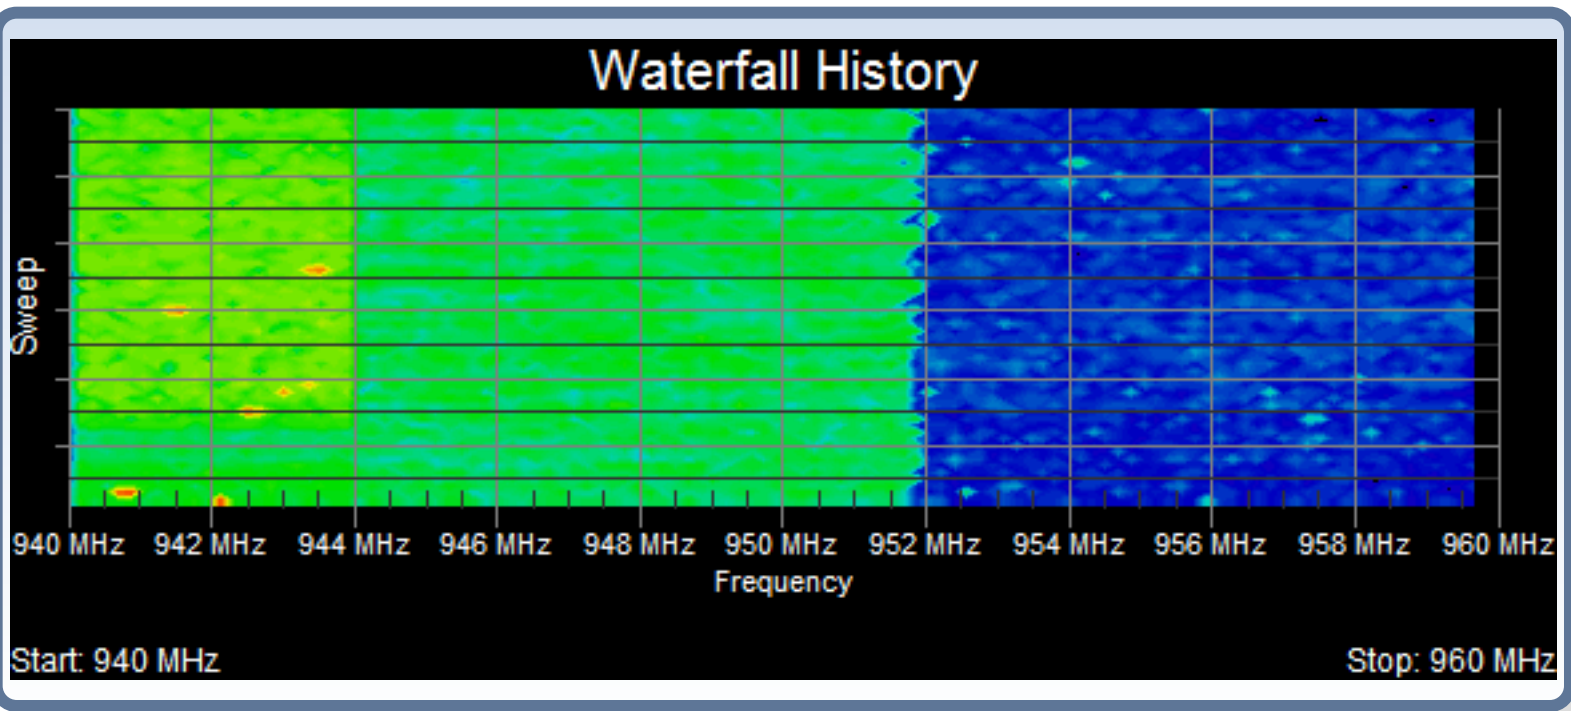 Waterfall History
Sweep
940 MHz 942 MHz 944 MHz 946 MHz 948 MHz 950 MHz 952 MHz 954 MHz 956 MHz 958 MHz 960 MHz
Frequency
Start: 940 MHz Stop: 960 MHz